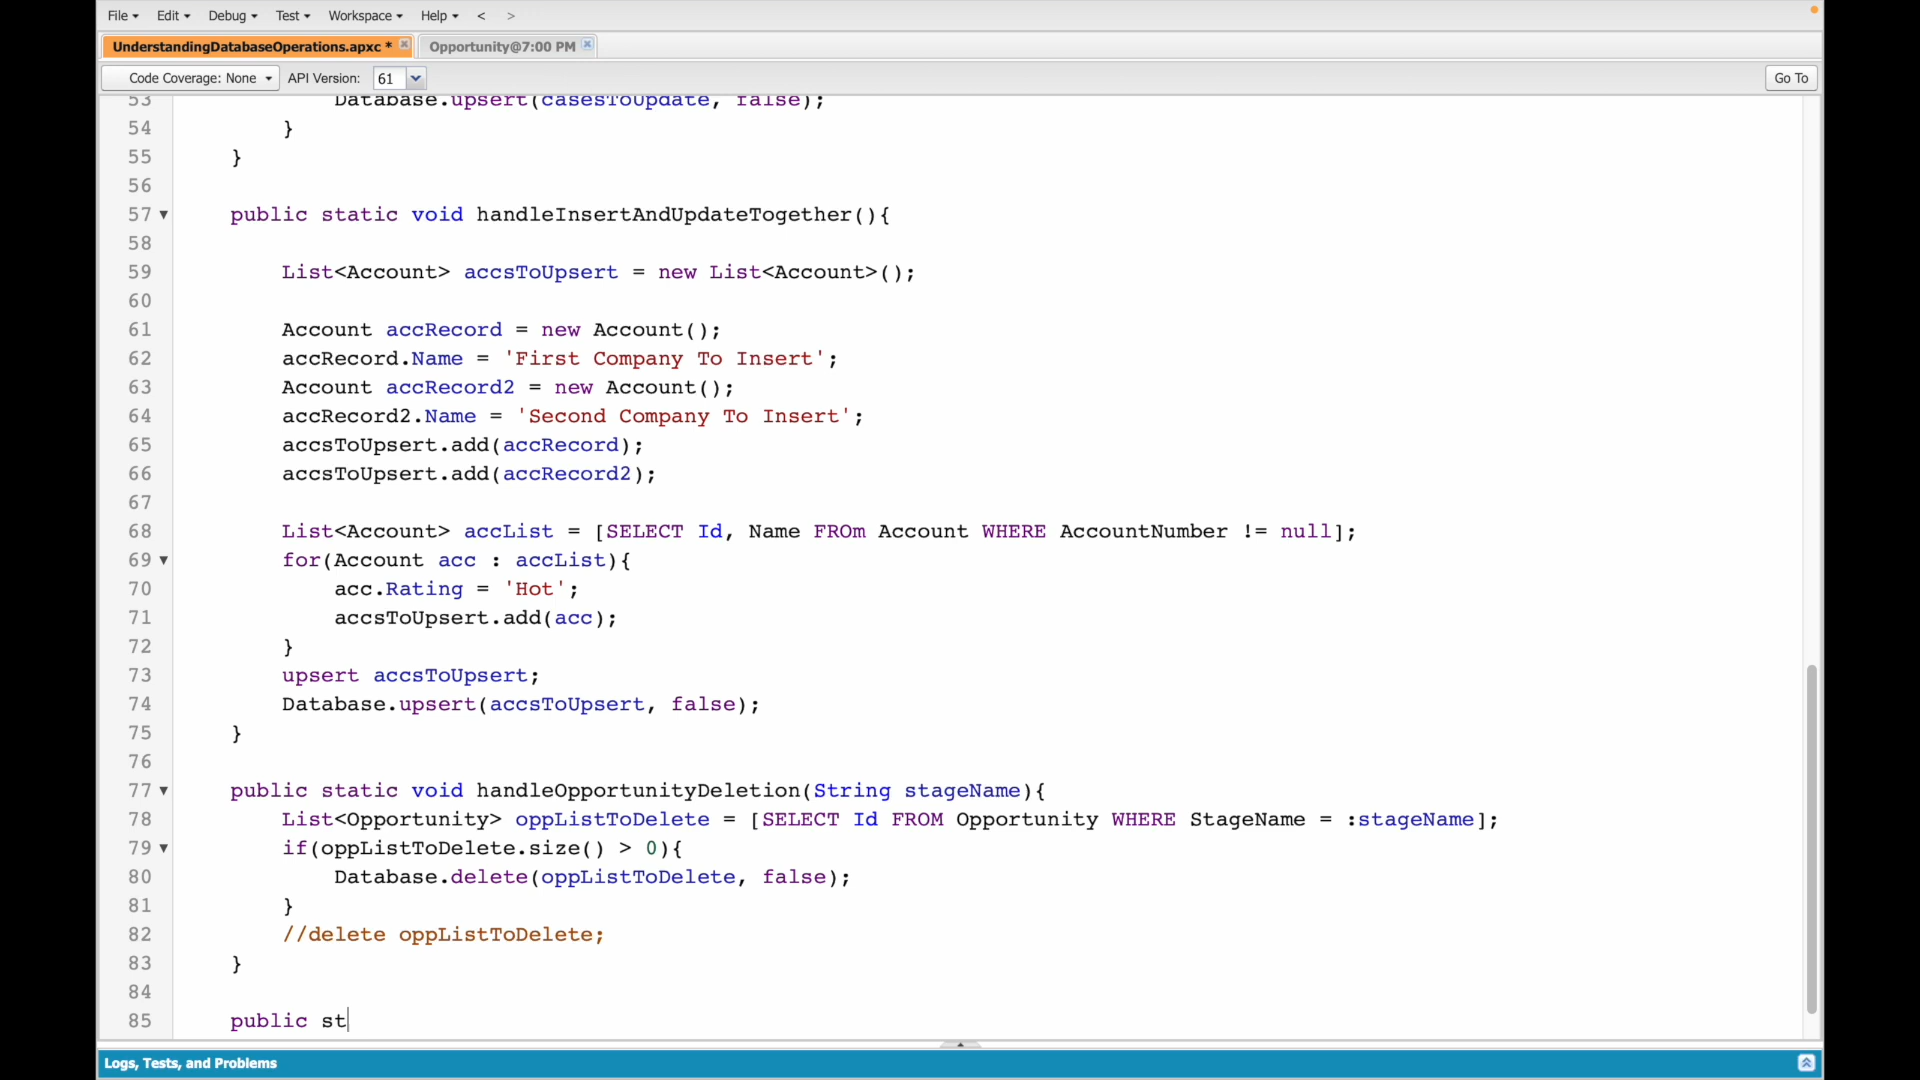 File Edit Debug Test Workspace Help < >
UnderstandingDatabaseOperations.apxc * Opportunity@7:00 PM
Code Coverage: None API Version: 61 Go To
53 Database.upsert(casesToUpdate, false);
54 }
55 }
56
57 public static void handleInsertAndUpdateTogether(){
58
59 List<Account> accsToUpsert = new List<Account>();
60
61 Account accRecord = new Account();
62 accRecord.Name = 'First Company To Insert';
63 Account accRecord2 = new Account();
64 accRecord2.Name = 'Second Company To Insert';
65 accsToUpsert.add(accRecord);
66 accsToUpsert.add(accRecord2);
67
68 List<Account> accList = [SELECT Id, Name FROm Account WHERE AccountNumber != null];
69 for(Account acc : accList){
70 acc.Rating = 'Hot';
71 accsToUpsert.add(acc);
72 }
73 upsert accsToUpsert;
74 Database.upsert(accsToUpsert, false);
75 }
76
77 public static void handleOpportunityDeletion(String stageName){
78 List<Opportunity> oppListToDelete = [SELECT Id FROM Opportunity WHERE StageName = :stageName];
79 if(oppListToDelete.size() > 0){
80 Database.delete(oppListToDelete, false);
81 }
82 //delete oppListToDelete;
83 }
84
85 public st
Logs, Tests, and Problems